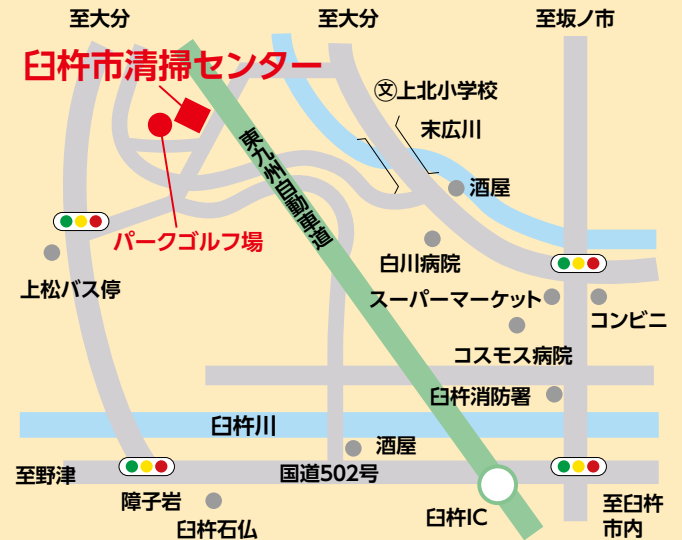 至大分
至大分
至坂ノ市
臼杵市清掃センター
文上北小学校
末広川
東九州自動車道
酒屋
パークゴルフ場
白川病院
上松バス停
スーパーマーケット
コンビニ
コスモス病院
臼杵消防署
臼杵川
酒屋
至野津
国道502号
障子岩
臼杵石仏
臼杵IC
至臼杵
市内